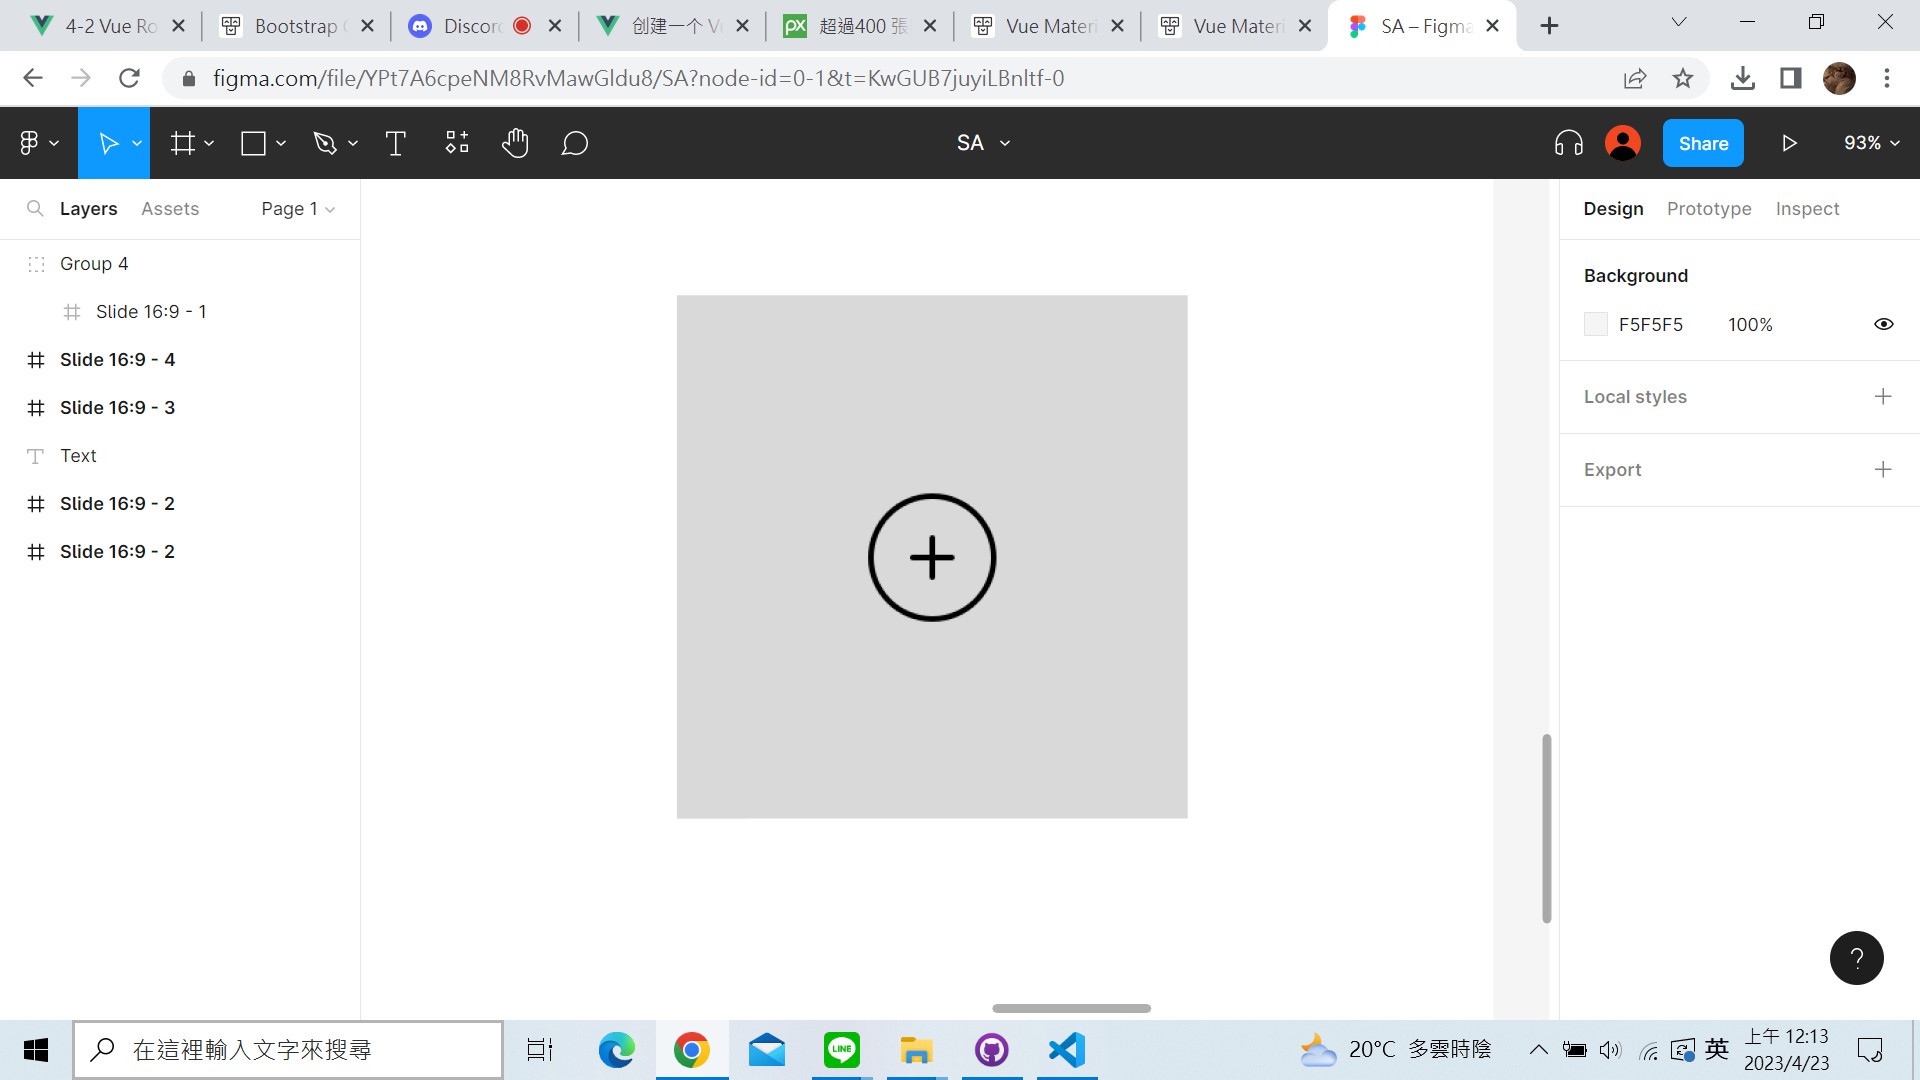 4-2 Vue Ro
Bootstrap
Discor
创建一个 V
px
超過400 張
Vue Materi
Vue Materi
SA – Figma
figma.com/file/YPt7A6cpeNM8RvMawGldu8/SA?node-id=0-1&t=KwGUB7juyiLBnltf-0
SA
Share
93%
Layers
Assets
Page 1
Design
Prototype
Inspect
Group 4
Slide 16:9 - 1
Slide 16:9 - 4
Slide 16:9 - 3
Text
Slide 16:9 - 2
Slide 16:9 - 2
Background
F5F5F5
100%
Local styles
Export
?
在這裡輸入文字來搜尋
LINE
20°C 多雲時陰
英
上午 12:13
2023/4/23